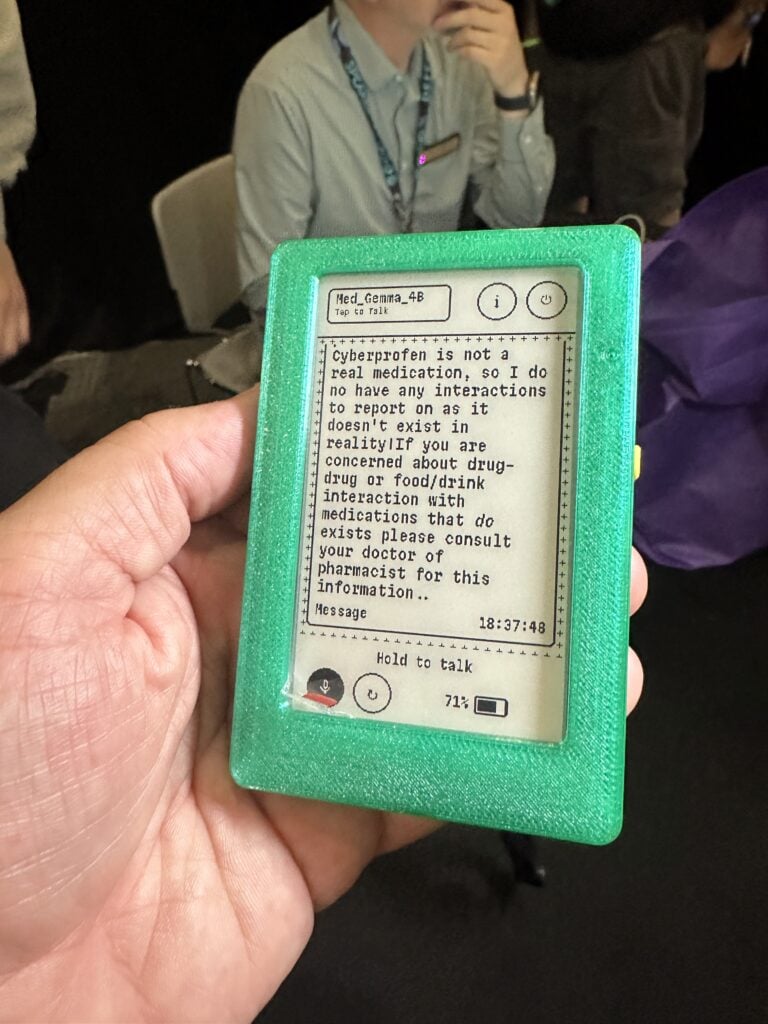 Med_Gemma_4B
Tap to Talk
i
Cyberprofen is not a
real medication, so I do
no have any interactions
to report on as it
doesn't exist in
reality|If you are
concerned about drug-
drug or food/drink
interaction with
medications that do
exists please consult
your doctor of
pharmacist for this
information..
Message
18:37:48
Hold to talk
71%